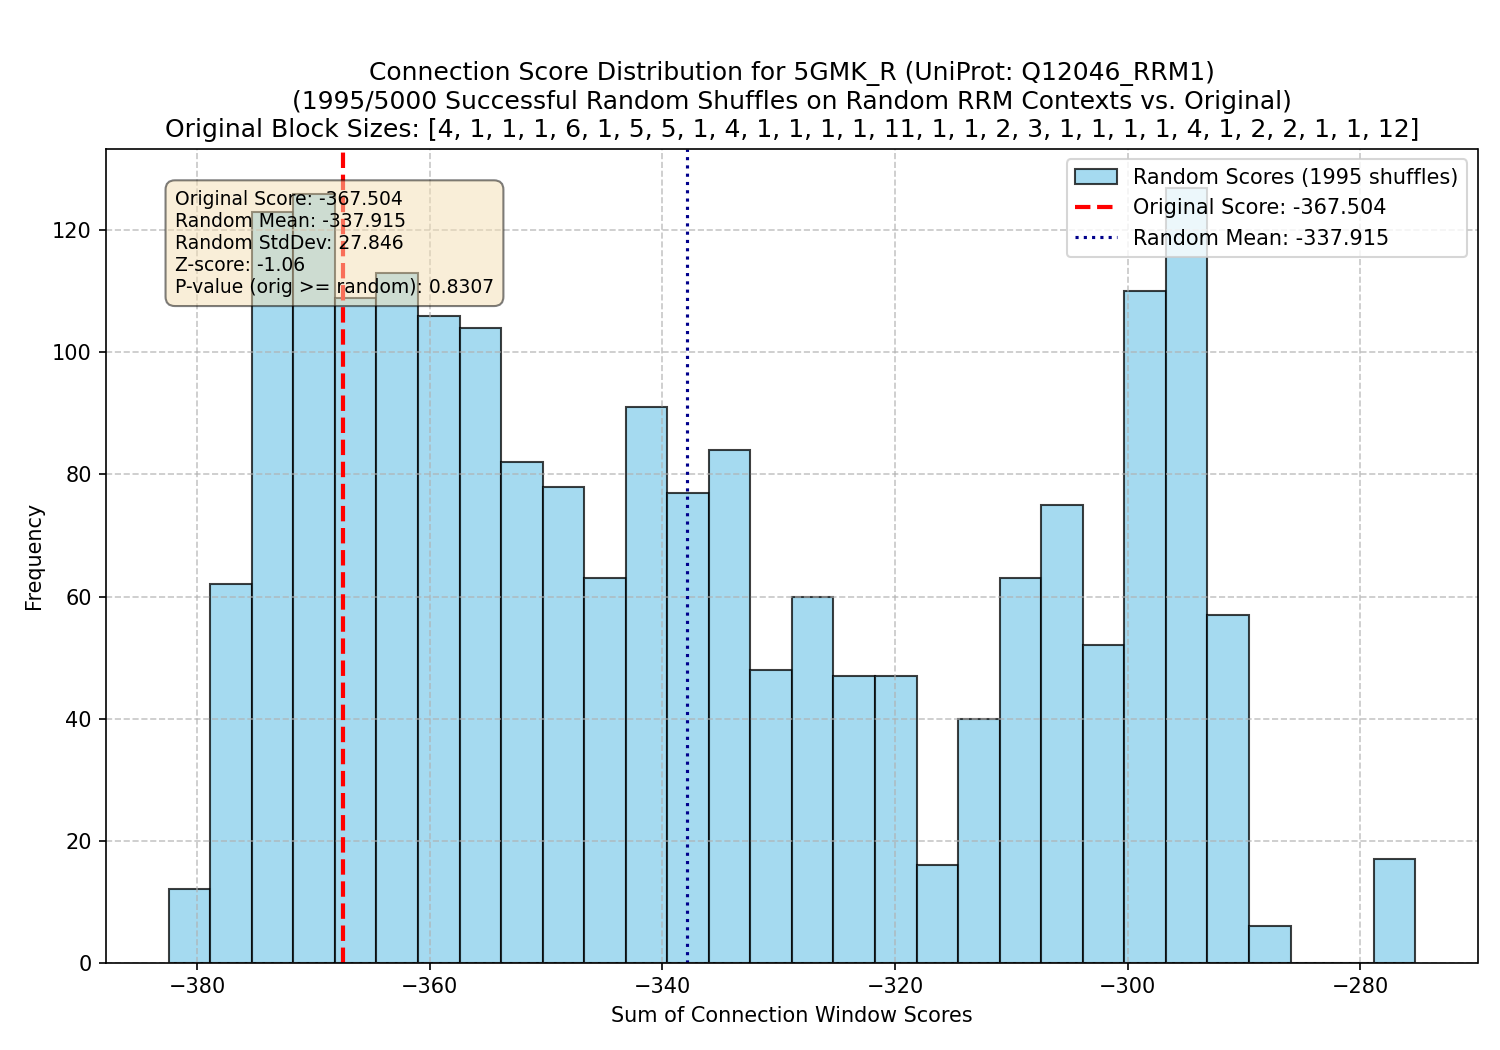 Connection Score Distribution for 5GMK_R (UniProt: Q12046_RRM1)
(1995/5000 Successful Random Shuffles on Random RRM Contexts vs. Original)
Original Block Sizes: [4, 1, 1, 1, 6, 1, 5, 5, 1, 4, 1, 1, 1, 1, 11, 1, 1, 2, 3, 1, 1, 1, 1, 4, 1, 2, 2, 1, 1, 12]
Original Score: -367.504
Random Mean: -337.915
Random StdDev: 27.846
Z-score: -1.06
P-value (orig >= random): 0.8307
Random Scores (1995 shuffles)
Original Score: -367.504
Random Mean: -337.915
Frequency
120
100
80
60
40
20
0
−380
−360
−340
−320
−300
−280
Sum of Connection Window Scores